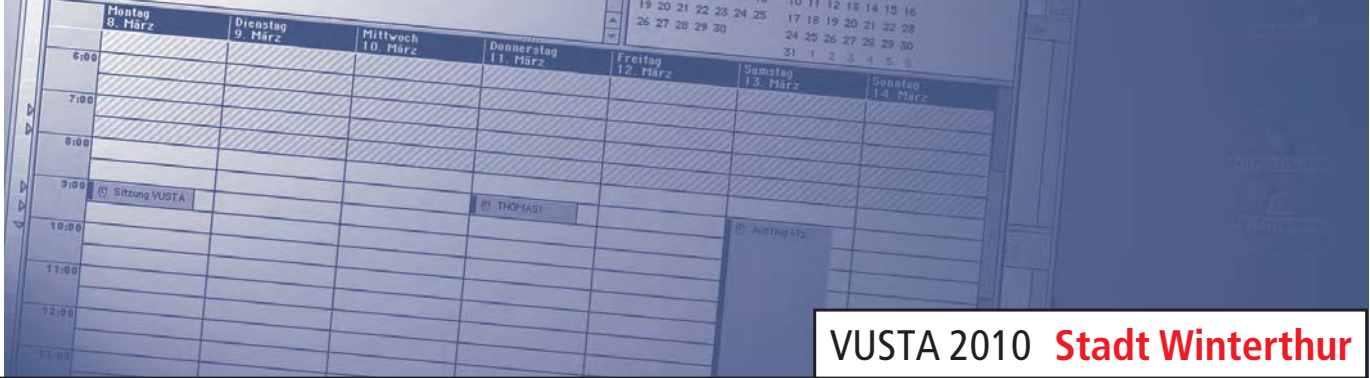 19 20 21 22 23 24 25
26 27 28 29 30
10 11 12 13 14 15 16
17 18 19 20 21 22 23
24 25 26 27 28 29 30
31 1 2 3 4 5 6
Montag
8. März
Dienstag
9. März
Mittwoch
10. März
Donnerstag
11. März
Freitag
12. März
Samstag
13. März
Sonntag
14. März
6:00
7:00
8:00
9:00
Sitzung VUSTA
THOMAS!
10:00
Ausflug kfz
11:00
12:00
13:00
VUSTA 2010 Stadt Winterthur